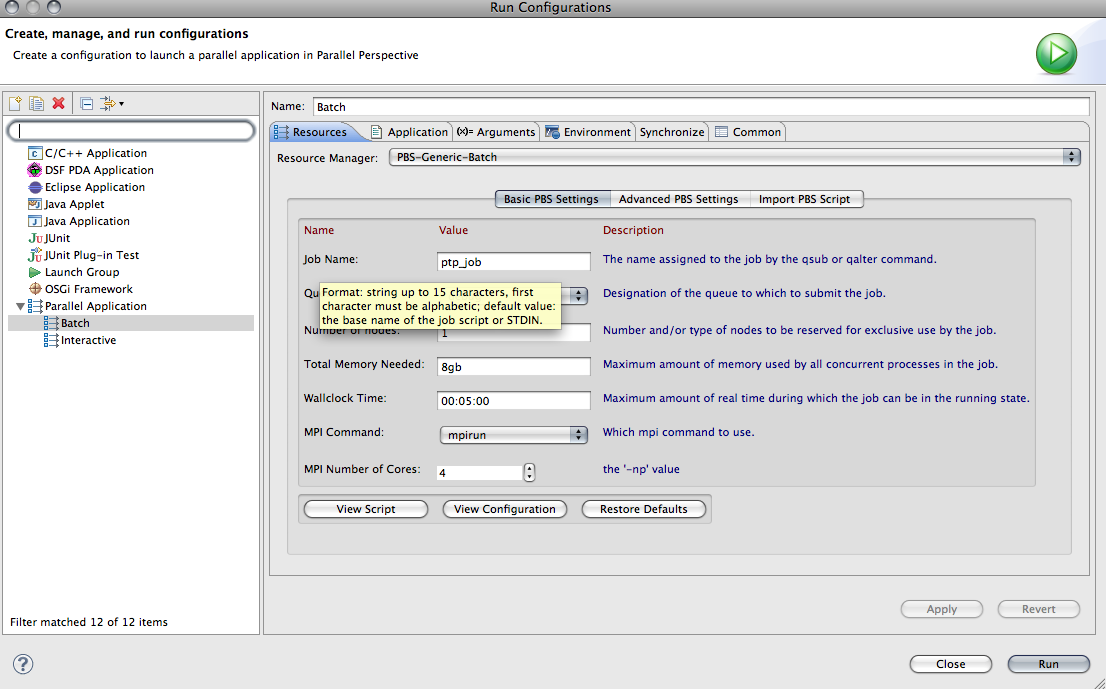 Run Configurations
Create, manage, and run configurations
Create a configuration to launch a parallel application in Parallel Perspective
C/C++ Application
DSF PDA Application
Eclipse Application
Java Applet
Java Application
JUnit
JUnit Plug-in Test
Launch Group
OSGi Framework
Parallel Application
Batch
Interactive
Filter matched 12 of 12 items
Name: Batch
Resources Application (x)= Arguments Environment Synchronize Common
Resource Manager: PBS-Generic-Batch
Basic PBS Settings Advanced PBS Settings Import PBS Script
Name Value Description
Job Name: ptp_job The name assigned to the job by the qsub or qalter command.
Designation of the queue to which to submit the job.
Format: string up to 15 characters, first
character must be alphabetic; default value:
the base name of the job script or STDIN.
Number of nodes: 1 Number and/or type of nodes to be reserved for exclusive use by the job.
Total Memory Needed: 8gb Maximum amount of memory used by all concurrent processes in the job.
Wallclock Time: 00:05:00 Maximum amount of real time during which the job can be in the running state.
MPI Command: mpirun Which mpi command to use.
MPI Number of Cores: 4 the '-np' value
View Script View Configuration Restore Defaults
Apply Revert
? Close Run